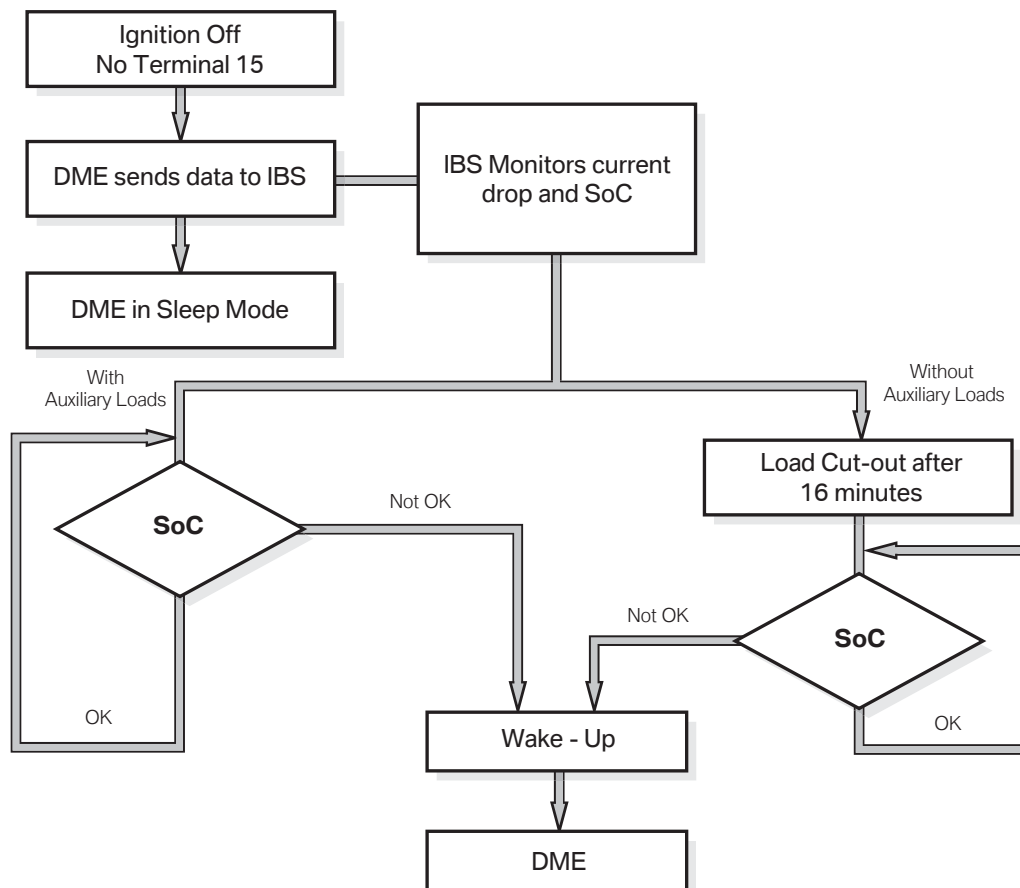 Ignition Off
No Terminal 15
DME sends data to IBS
IBS Monitors current
drop and SoC
DME in Sleep Mode
With
Auxiliary Loads
Without
Auxiliary Loads
Load Cut-out after
16 minutes
SoC
Not OK
Not OK
SoC
OK
OK
Wake - Up
DME